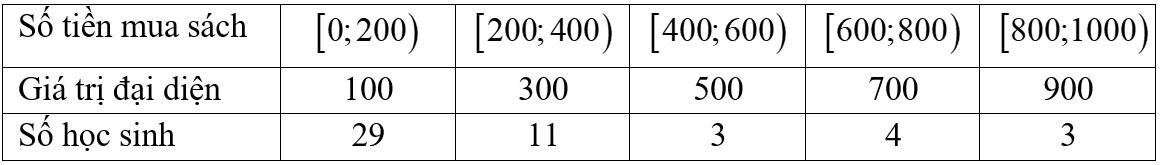 Số tiền mua sách [0;200) [200;400) [400;600) [600;800) [800;1000)
Giá trị đại diện 100 300 500 700 900
Số học sinh 29 11 3 4 3